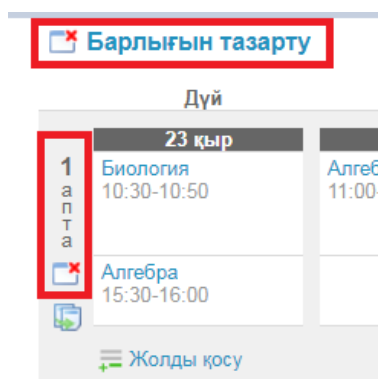 Барлығын тазарту
Дүй
23 қыр
1 апта
Биология
10:30-10:50
Алгебра
15:30-16:00
Алгеб
11:00-
Жолды қосу